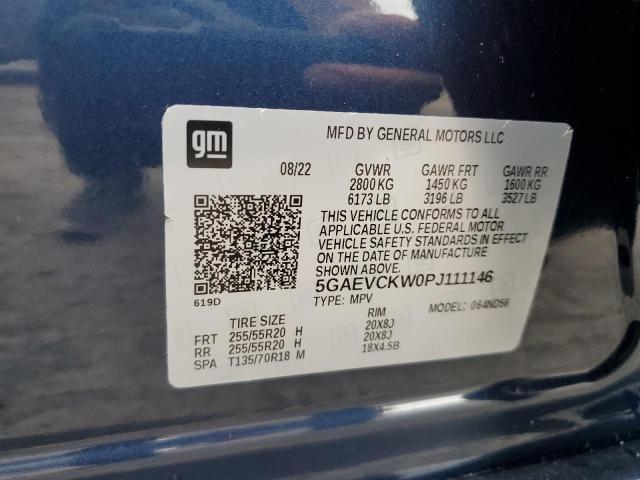 gm
MFD BY GENERAL MOTORS LLC
08/22 GVWR GAWR FRT GAWR RR
2800 KG 1450 KG 1600 KG
6173 LB 3196 LB 3527 LB
THIS VEHICLE CONFORMS TO ALL
APPLICABLE U.S. FEDERAL MOTOR
VEHICLE SAFETY STANDARDS IN EFFECT
ON THE DATE OF MANUFACTURE
SHOWN ABOVE.
619D
5GAEVCKW0PJ111146
TYPE: MPV MODEL: 064ND56
TIRE SIZE RIM
FRT 255/55R20 H 20X8J
RR 255/55R20 H 20X8J
SPA T135/70R18 M 18X4.5B